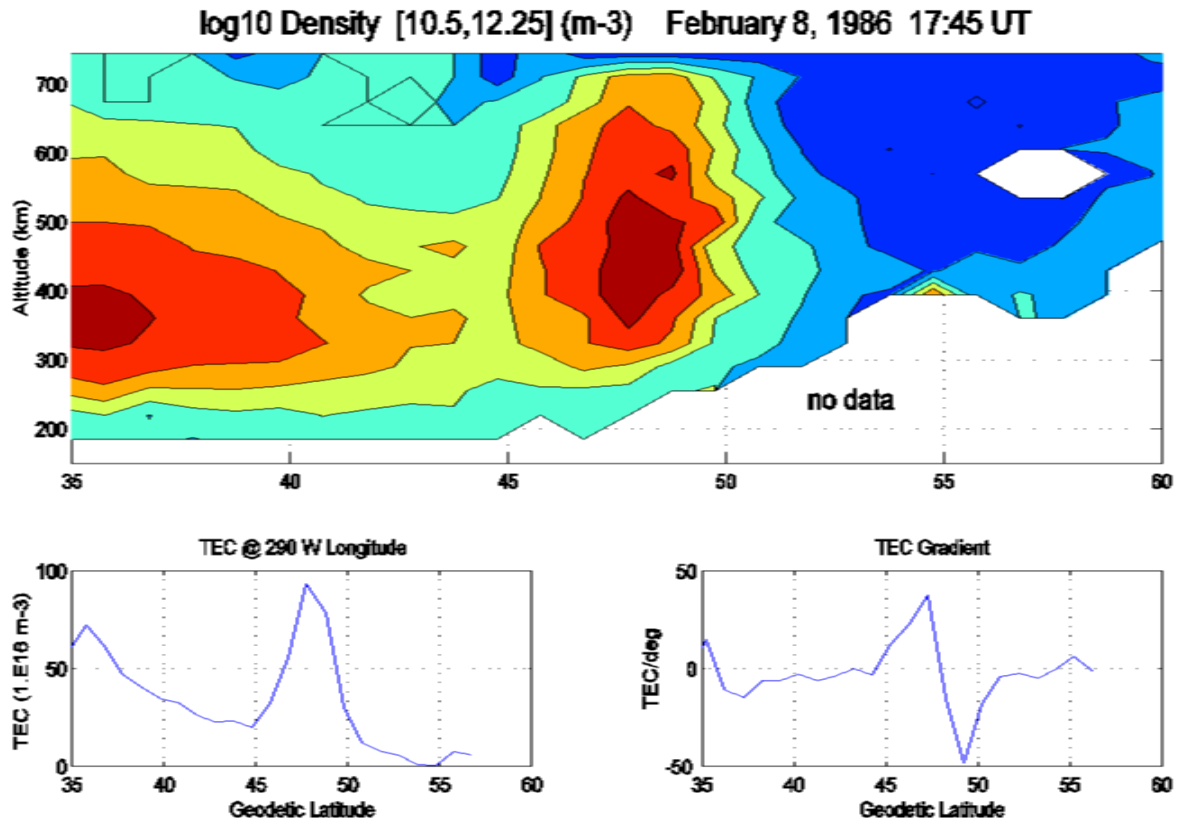 log10 Density [10.5,12.25] (m-3) February 8, 1986 17:45 UT
Altitude (km)
700
600
500
400
300
200
no data
35 40 45 50 55 60
TEC @ 290 W Longitude
TEC (1.E16 m-3)
100
50
0
35 40 45 50 55 60
Geodetic Latitude
TEC Gradient
TEC/deg
50
0
-50
35 40 45 50 55 60
Geodetic Latitude